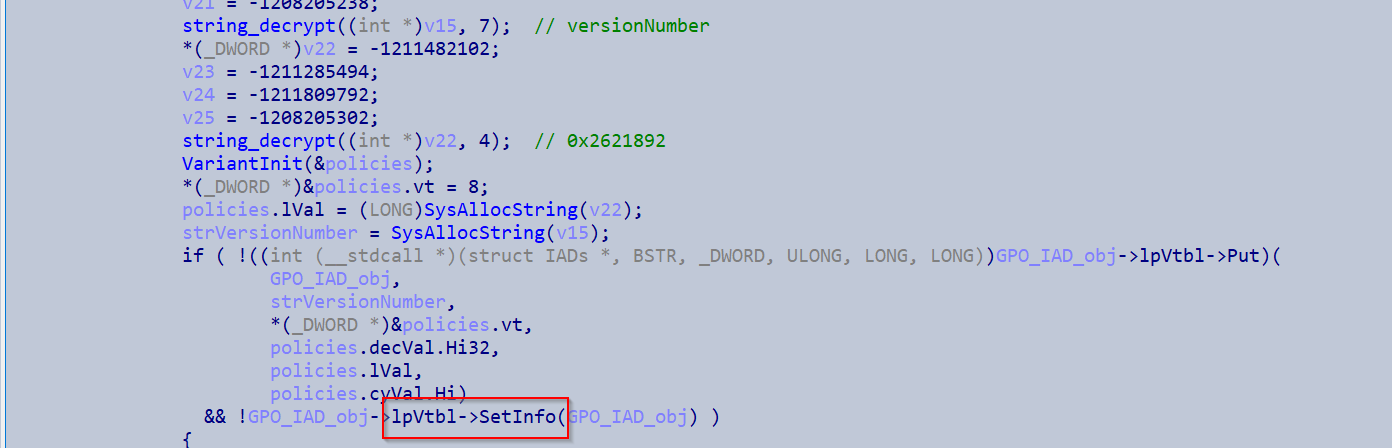 v21 = -1208205238;
string_decrypt((int *)v15, 7);  // versionNumber
*(_DWORD *)v22 = -1211482102;
v23 = -1211285494;
v24 = -1211809792;
v25 = -1208205302;
string_decrypt((int *)v22, 4);  // 0x2621892
VariantInit(&policies);
*(_DWORD *)&policies.vt = 8;
policies.lVal = (LONG)SysAllocString(v22);
strVersionNumber = SysAllocString(v15);
if ( !((int (__stdcall *)(struct IADs *, BSTR, _DWORD, ULONG, LONG, LONG))GPO_IAD_obj->lpVtbl->Put)(
GPO_IAD_obj,
strVersionNumber,
*(_DWORD *)&policies.vt,
policies.decVal.Hi32,
policies.lVal,
policies.cyVal.Hi)
&& !GPO_IAD_obj->lpVtbl->SetInfo(GPO_IAD_obj) )
{